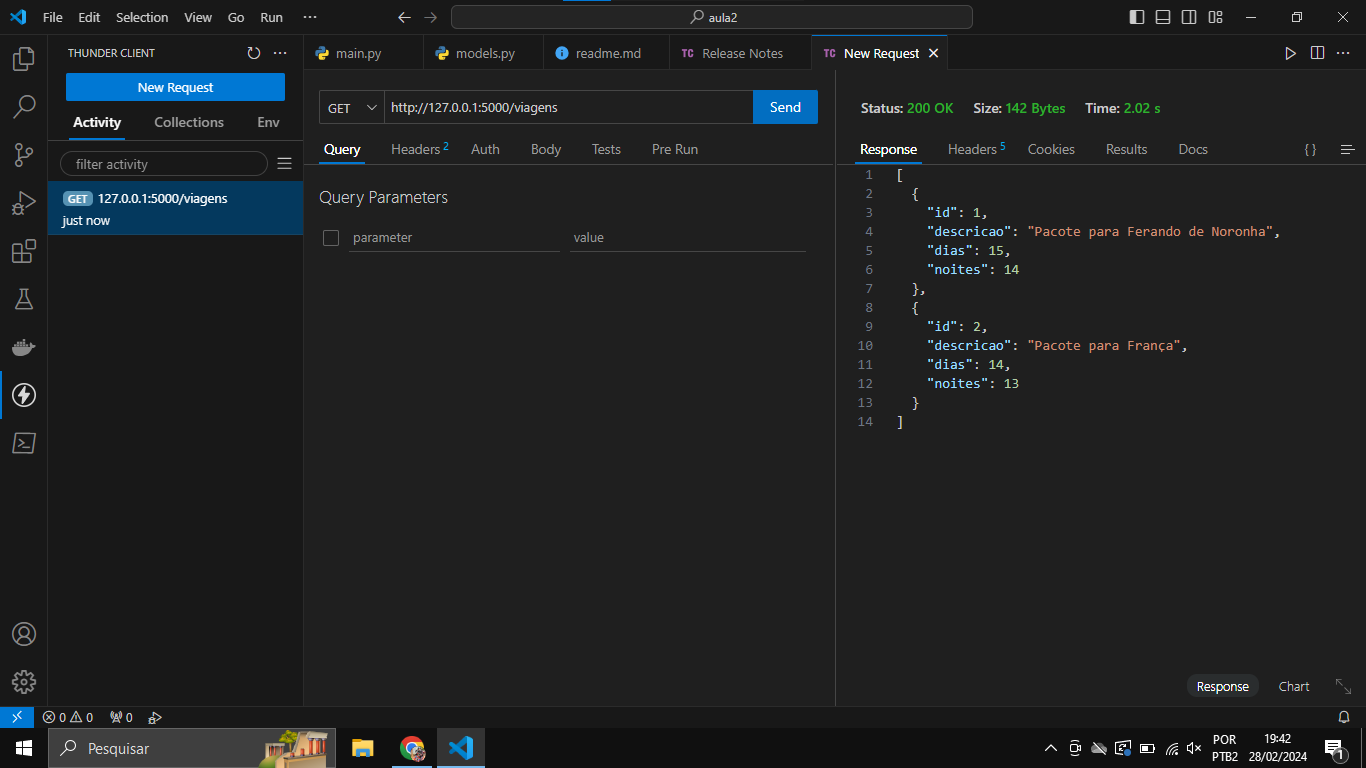 File Edit Selection View Go Run ··· aula2
THUNDER CLIENT ···
New Request
Activity Collections Env
filter activity
GET 127.0.0.1:5000/viagens
just now
main.py models.py readme.md TC Release Notes TC New Request ···
GET http://127.0.0.1:5000/viagens Send
Query Headers 2 Auth Body Tests Pre Run
Query Parameters
parameter value
Status: 200 OK Size: 142 Bytes Time: 2.02 s
Response Headers 5 Cookies Results Docs { }
1 [
2 {
3 "id": 1,
4 "descricao": "Pacote para Ferando de Noronha",
5 "dias": 15,
6 "noites": 14
7 },
8 {
9 "id": 2,
10 "descricao": "Pacote para França",
11 "dias": 14,
12 "noites": 13
13 }
14 ]
Response Chart
0 0 0
Pesquisar
POR
PTB2
19:42
28/02/2024
1